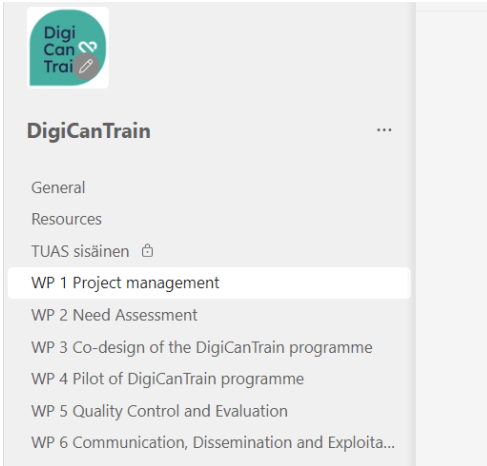 Digi
Can
Trai
DigiCanTrain
General
Resources
TUAS sisäinen
WP 1 Project management
WP 2 Need Assessment
WP 3 Co-design of the DigiCanTrain programme
WP 4 Pilot of DigiCanTrain programme
WP 5 Quality Control and Evaluation
WP 6 Communication, Dissemination and Exploita...